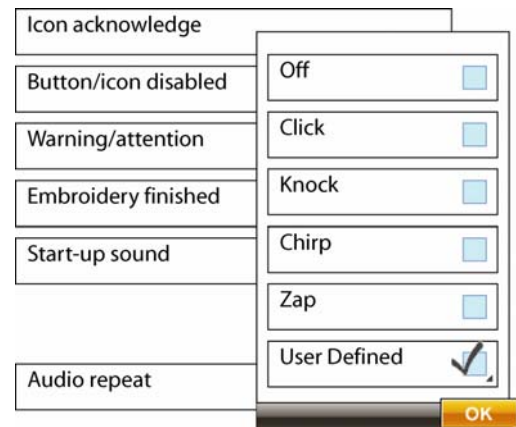 Icon acknowledge
Button/icon disabled
Warning/attention
Embroidery finished
Start-up sound
Audio repeat
Off
Click
Knock
Chirp
Zap
User Defined
OK